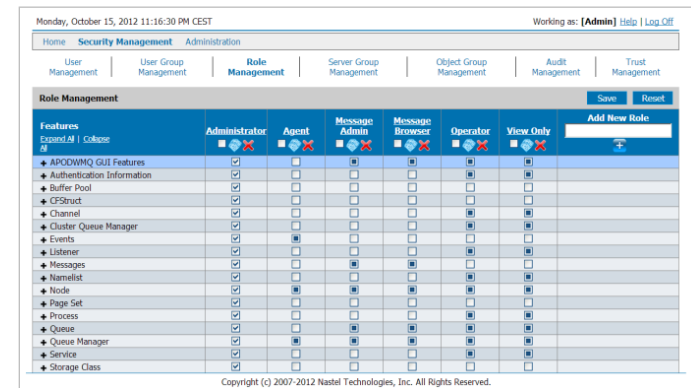 Monday, October 15, 2012 11:16:30 PM CEST Working as: [Admin] Help | Log Off
Home Security Management Administration
User Management User Group Management Role Management Server Group Management Object Group Management Audit Management Trust Management
Role Management Save Reset
Features
Expand All | Collapse All
Administrator Agent Message Admin Message Browser Operator View Only Add New Role
+ APODWMQ GUI Features
+ Authentication Information
+ Buffer Pool
+ CFStruct
+ Channel
+ Cluster Queue Manager
+ Events
+ Listener
+ Messages
+ Namelist
+ Node
+ Page Set
+ Process
+ Queue
+ Queue Manager
+ Service
+ Storage Class
Copyright (c) 2007-2012 Nastel Technologies, Inc. All Rights Reserved.